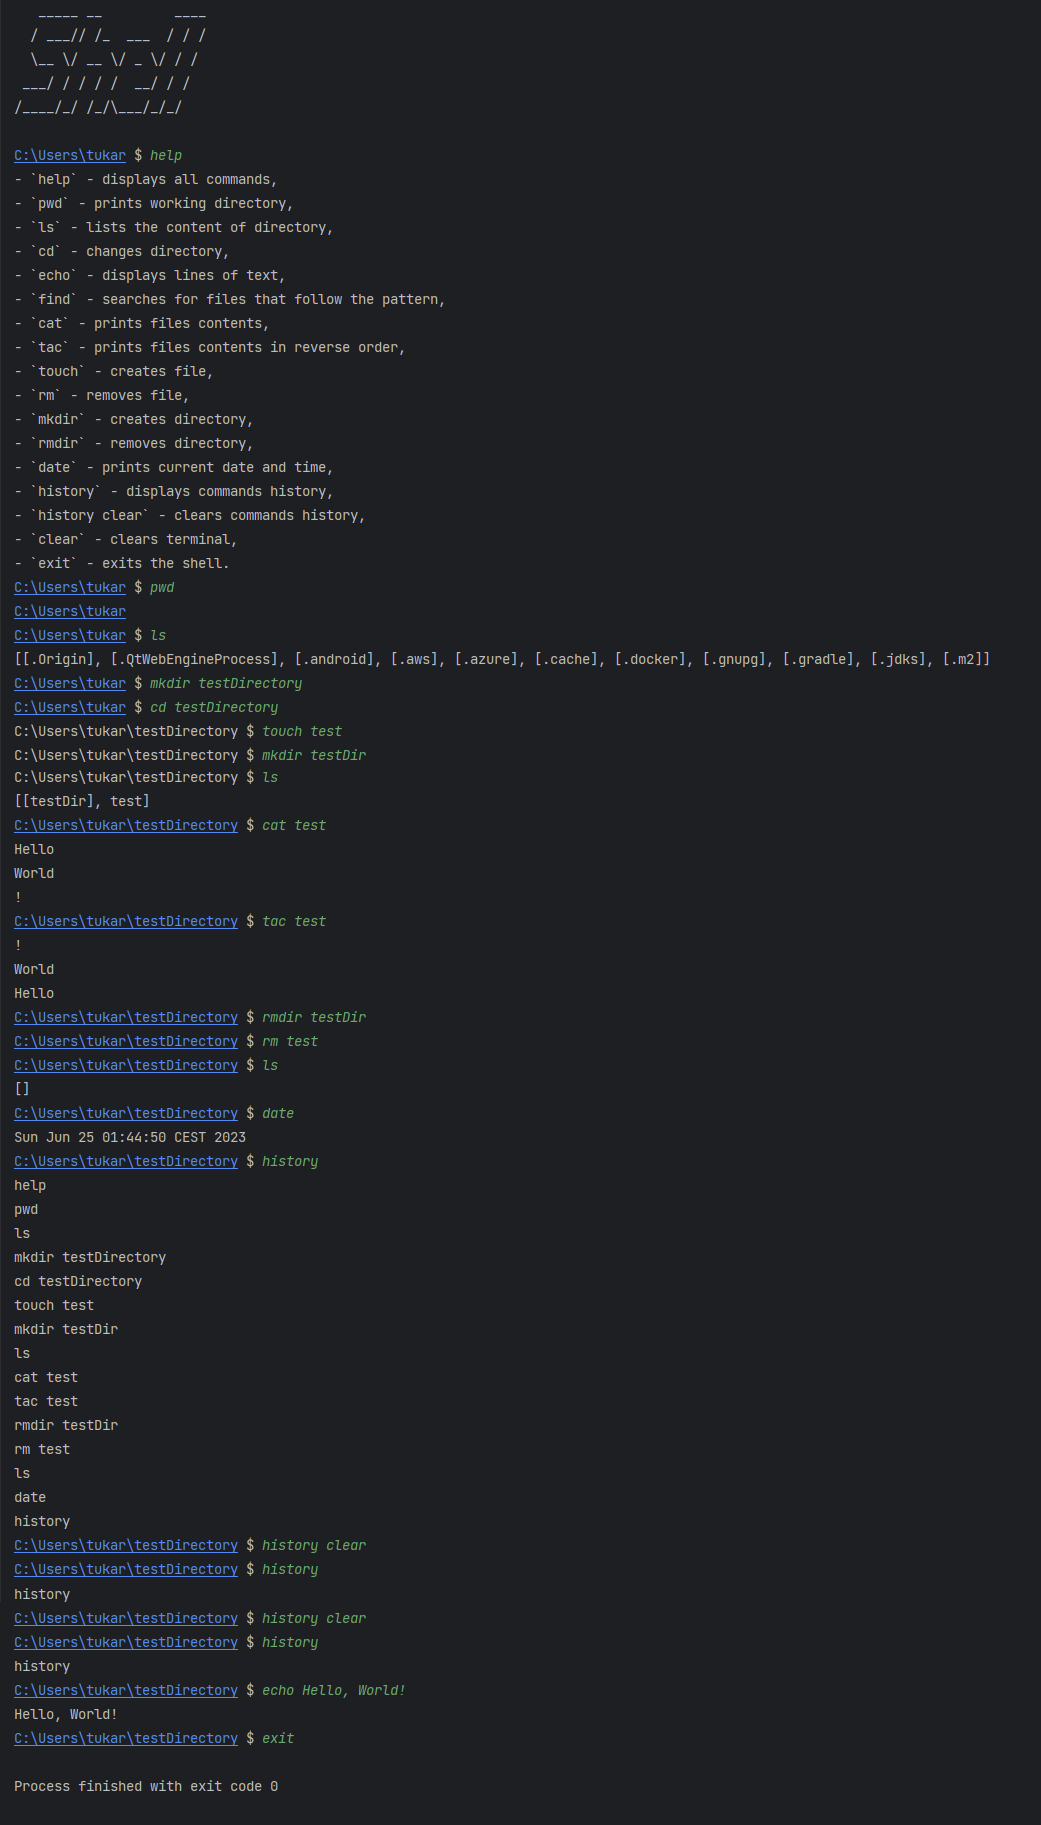 _____ __         ____
  / ___// /_  ___  / / /
  \__ \/ __ \/ _ \/ / /
 ___/ / / / /  __/ / /
/____/_/ /_/\___/_/_/

C:\Users\tukar $ help
- `help` - displays all commands,
- `pwd` - prints working directory,
- `ls` - lists the content of directory,
- `cd` - changes directory,
- `echo` - displays lines of text,
- `find` - searches for files that follow the pattern,
- `cat` - prints files contents,
- `tac` - prints files contents in reverse order,
- `touch` - creates file,
- `rm` - removes file,
- `mkdir` - creates directory,
- `rmdir` - removes directory,
- `date` - prints current date and time,
- `history` - displays commands history,
- `history clear` - clears commands history,
- `clear` - clears terminal,
- `exit` - exits the shell.
C:\Users\tukar $ pwd
C:\Users\tukar
C:\Users\tukar $ ls
[[.Origin], [.QtWebEngineProcess], [.android], [.aws], [.azure], [.cache], [.docker], [.gnupg], [.gradle], [.jdks], [.m2]]
C:\Users\tukar $ mkdir testDirectory
C:\Users\tukar $ cd testDirectory
C:\Users\tukar\testDirectory $ touch test
C:\Users\tukar\testDirectory $ mkdir testDir
C:\Users\tukar\testDirectory $ ls
[[testDir], test]
C:\Users\tukar\testDirectory $ cat test
Hello
World
!
C:\Users\tukar\testDirectory $ tac test
!
World
Hello
C:\Users\tukar\testDirectory $ rmdir testDir
C:\Users\tukar\testDirectory $ rm test
C:\Users\tukar\testDirectory $ ls
[]
C:\Users\tukar\testDirectory $ date
Sun Jun 25 01:44:50 CEST 2023
C:\Users\tukar\testDirectory $ history
help
pwd
ls
mkdir testDirectory
cd testDirectory
touch test
mkdir testDir
ls
cat test
tac test
rmdir testDir
rm test
ls
date
history
C:\Users\tukar\testDirectory $ history clear
C:\Users\tukar\testDirectory $ history
history
C:\Users\tukar\testDirectory $ history clear
C:\Users\tukar\testDirectory $ history
history
C:\Users\tukar\testDirectory $ echo Hello, World!
Hello, World!
C:\Users\tukar\testDirectory $ exit

Process finished with exit code 0